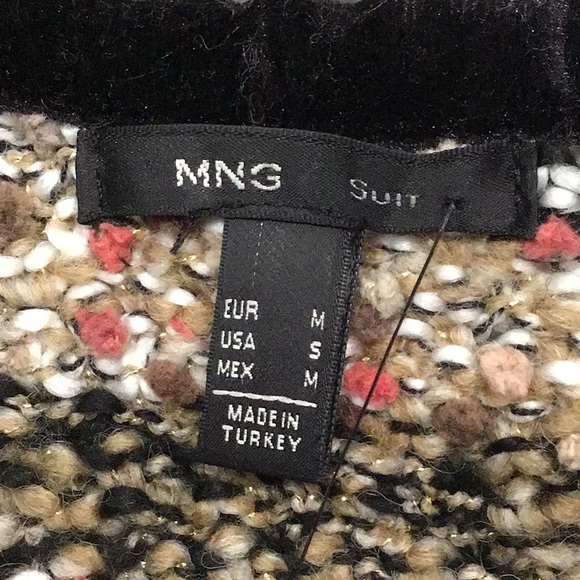 MNG SUIT
EUR M
USA S
MEX M
MADE IN
TURKEY